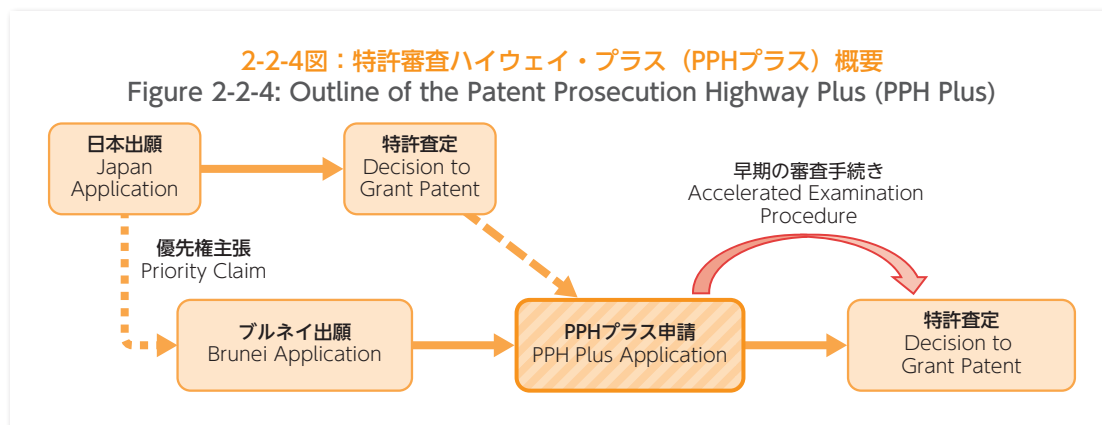 2-2-4図：特許審査ハイウェイ・プラス（PPHプラス）概要
Figure 2-2-4: Outline of the Patent Prosecution Highway Plus (PPH Plus)
日本出願
Japan
Application
特許査定
Decision to
Grant Patent
早期の審査手続き
Accelerated Examination
Procedure
優先権主張
Priority Claim
ブルネイ出願
Brunei Application
PPHプラス申請
PPH Plus Application
特許査定
Decision to
Grant Patent